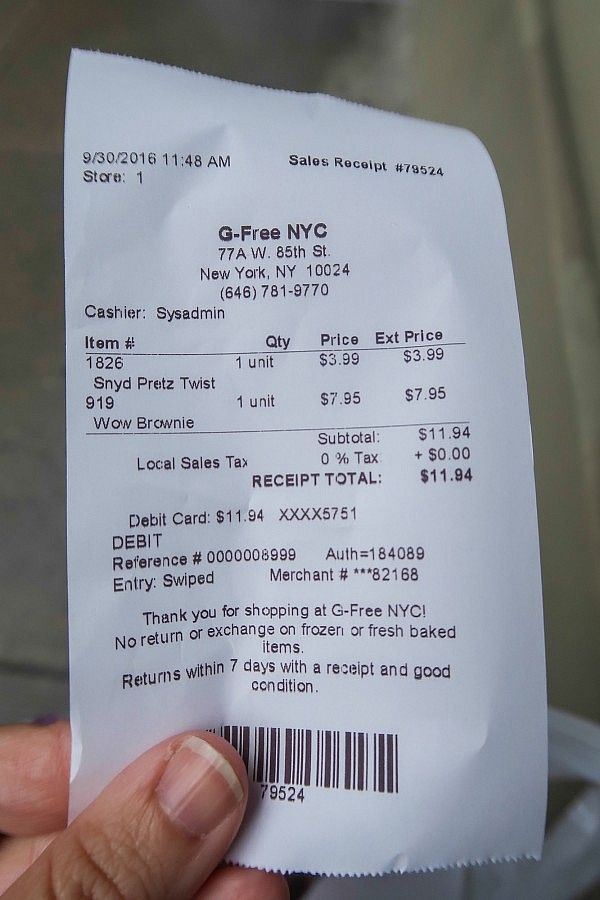 9/30/2016 11:48 AM Sales Receipt #79524
Store: 1
G-Free NYC
77A W. 85th St.
New York, NY 10024
(646) 781-9770
Cashier: Sysadmin
Item # Qty Price Ext Price
1826 1 unit $3.99 $3.99
Snyd Pretz Twist
919 1 unit $7.95 $7.95
Wow Brownie
Subtotal: $11.94
Local Sales Tax 0 % Tax + $0.00
RECEIPT TOTAL: $11.94
Debit Card: $11.94 XXXX5751
DEBIT
Reference # 0000008999 Auth=184089
Entry: Swiped Merchant # ***82168
Thank you for shopping at G-Free NYC!
No return or exchange on frozen or fresh baked
items.
Returns within 7 days with a receipt and good
condition.
79524